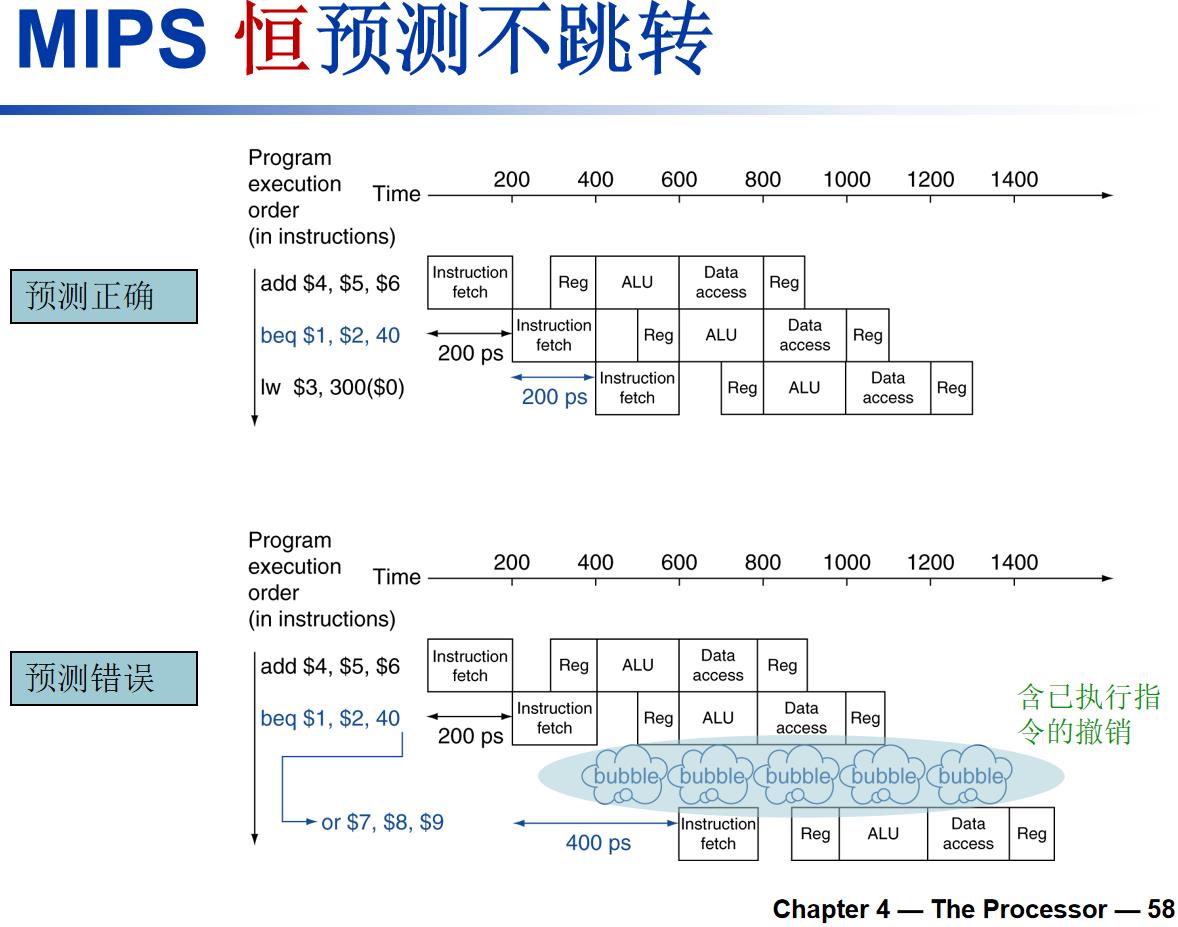 MIPS 恒预测不跳转
Program
execution
order
(in instructions)
Time
200 400 600 800 1000 1200 1400
预测正确
add $4, $5, $6
Instruction
fetch
Reg
ALU
Data
access
Reg
beq $1, $2, 40
200 ps
Instruction
fetch
Reg
ALU
Data
access
Reg
lw $3, 300($0)
200 ps
Instruction
fetch
Reg
ALU
Data
access
Reg
Program
execution
order
(in instructions)
Time
200 400 600 800 1000 1200 1400
预测错误
add $4, $5, $6
Instruction
fetch
Reg
ALU
Data
access
Reg
beq $1, $2, 40
200 ps
Instruction
fetch
Reg
ALU
Data
access
Reg
含已执行指
令的撤销
bubble bubble bubble bubble bubble
or $7, $8, $9
400 ps
Instruction
fetch
Reg
ALU
Data
access
Reg
Chapter 4 — The Processor — 58